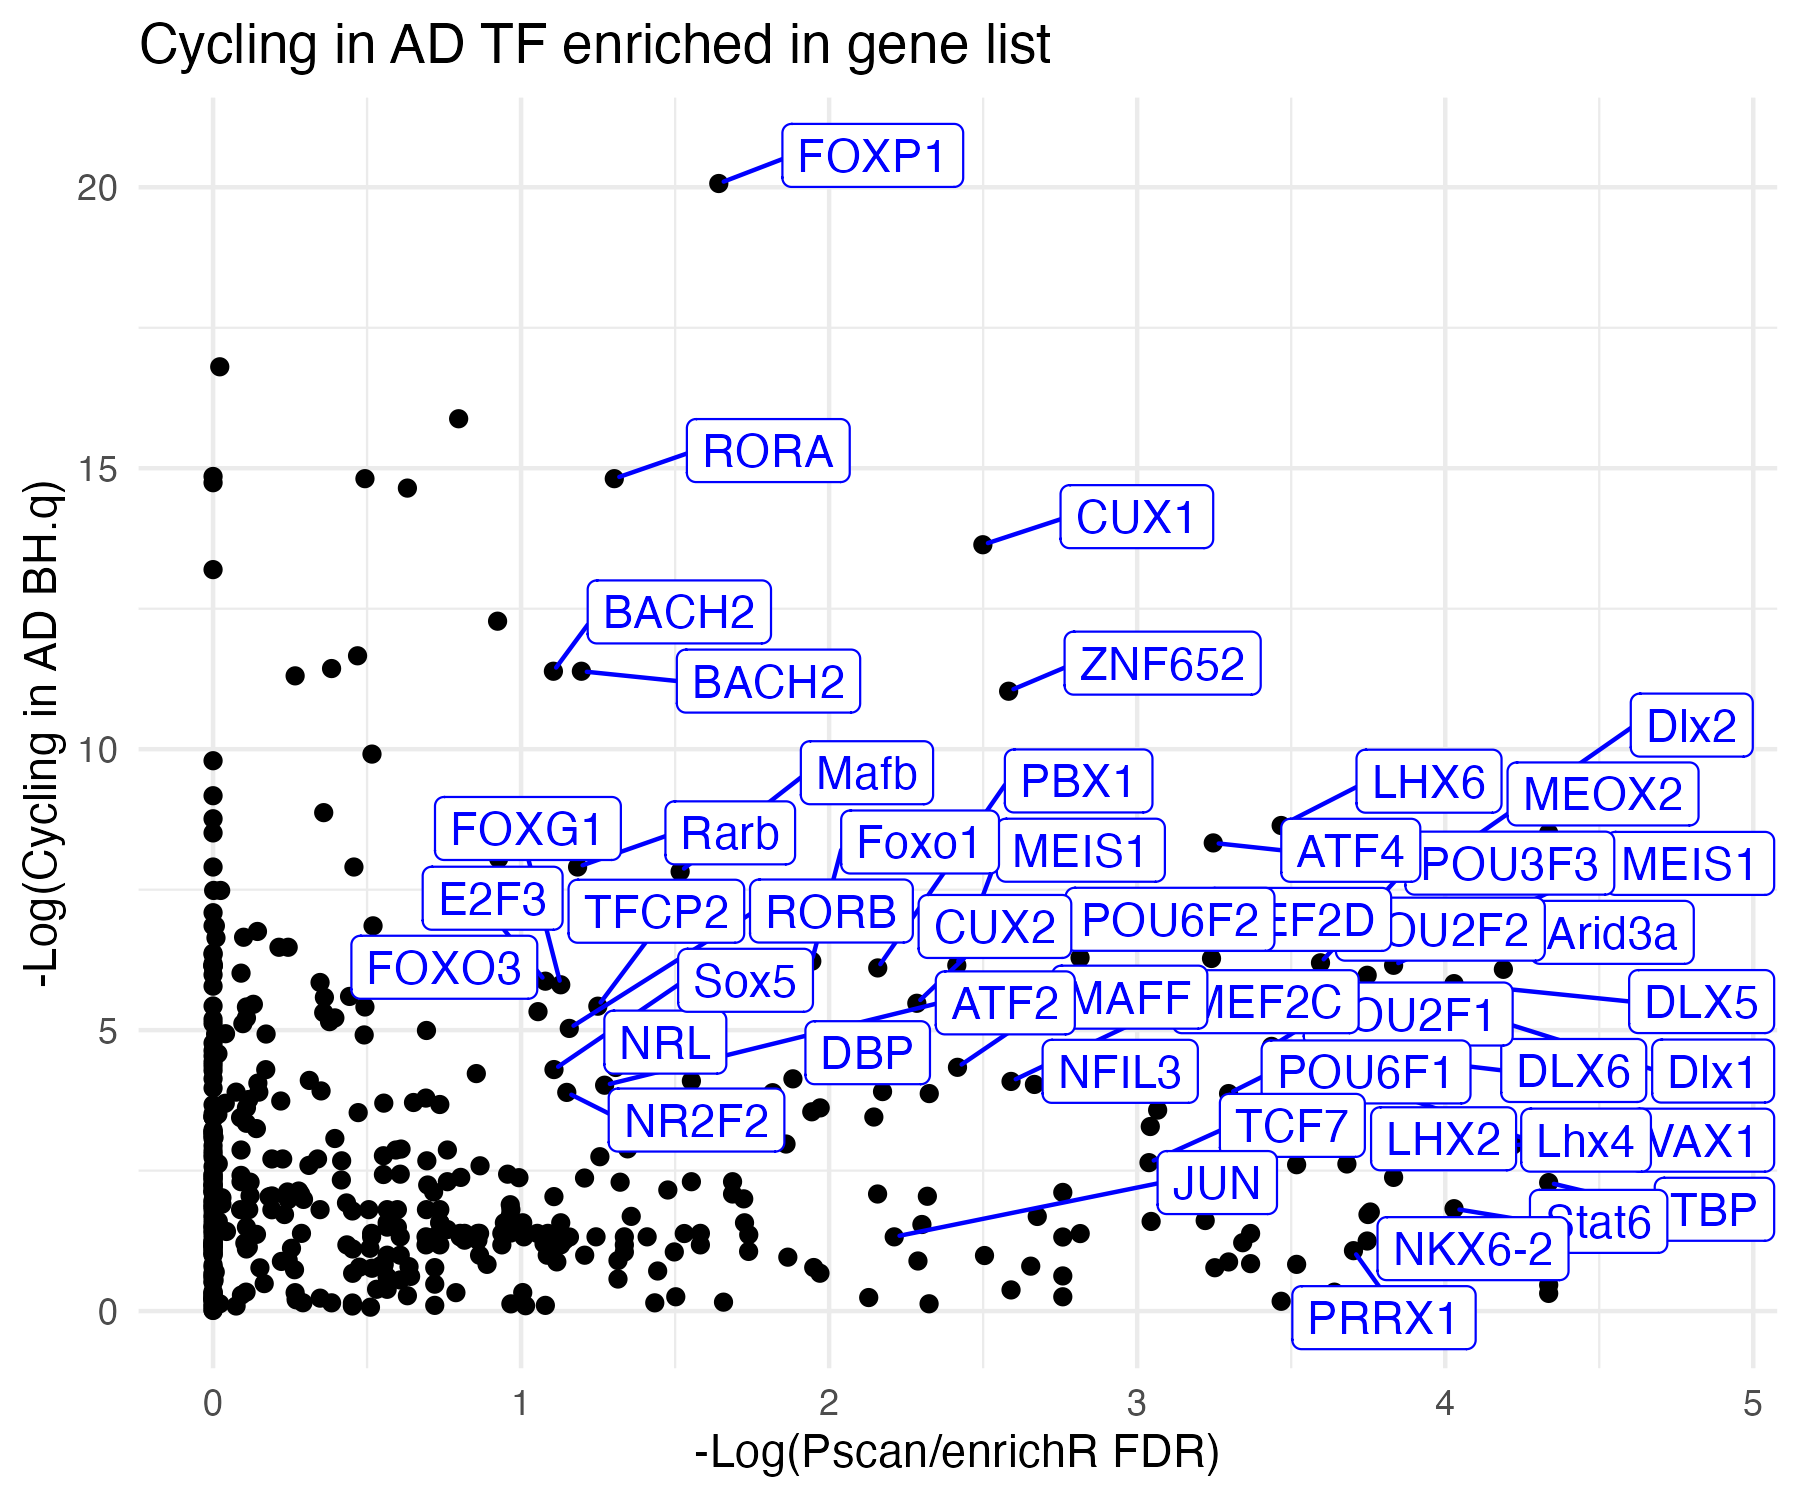 Cycling in AD TF enriched in gene list
-Log(Cycling in AD BH.q)
20
15
10
5
0
FOXP1
RORA
CUX1
BACH2
ZNF652
BACH2
Dlx2
Mafb
PBX1
LHX6
MEOX2
FOXG1
Rarb
Foxo1
MEIS1
ATF4
POU3F3
MEIS1
E2F3
TFCP2
RORB
CUX2
POU6F2
EF2D
OU2F2
Arid3a
FOXO3
Sox5
ATF2
MAFF
MEF2C
OU2F1
DLX5
NRL
DBP
NFIL3
POU6F1
DLX6
Dlx1
NR2F2
TCF7
LHX2
Lhx4
VAX1
JUN
Stat6
TBP
NKX6-2
PRRX1
0 1 2 3 4 5
-Log(Pscan/enrichR FDR)